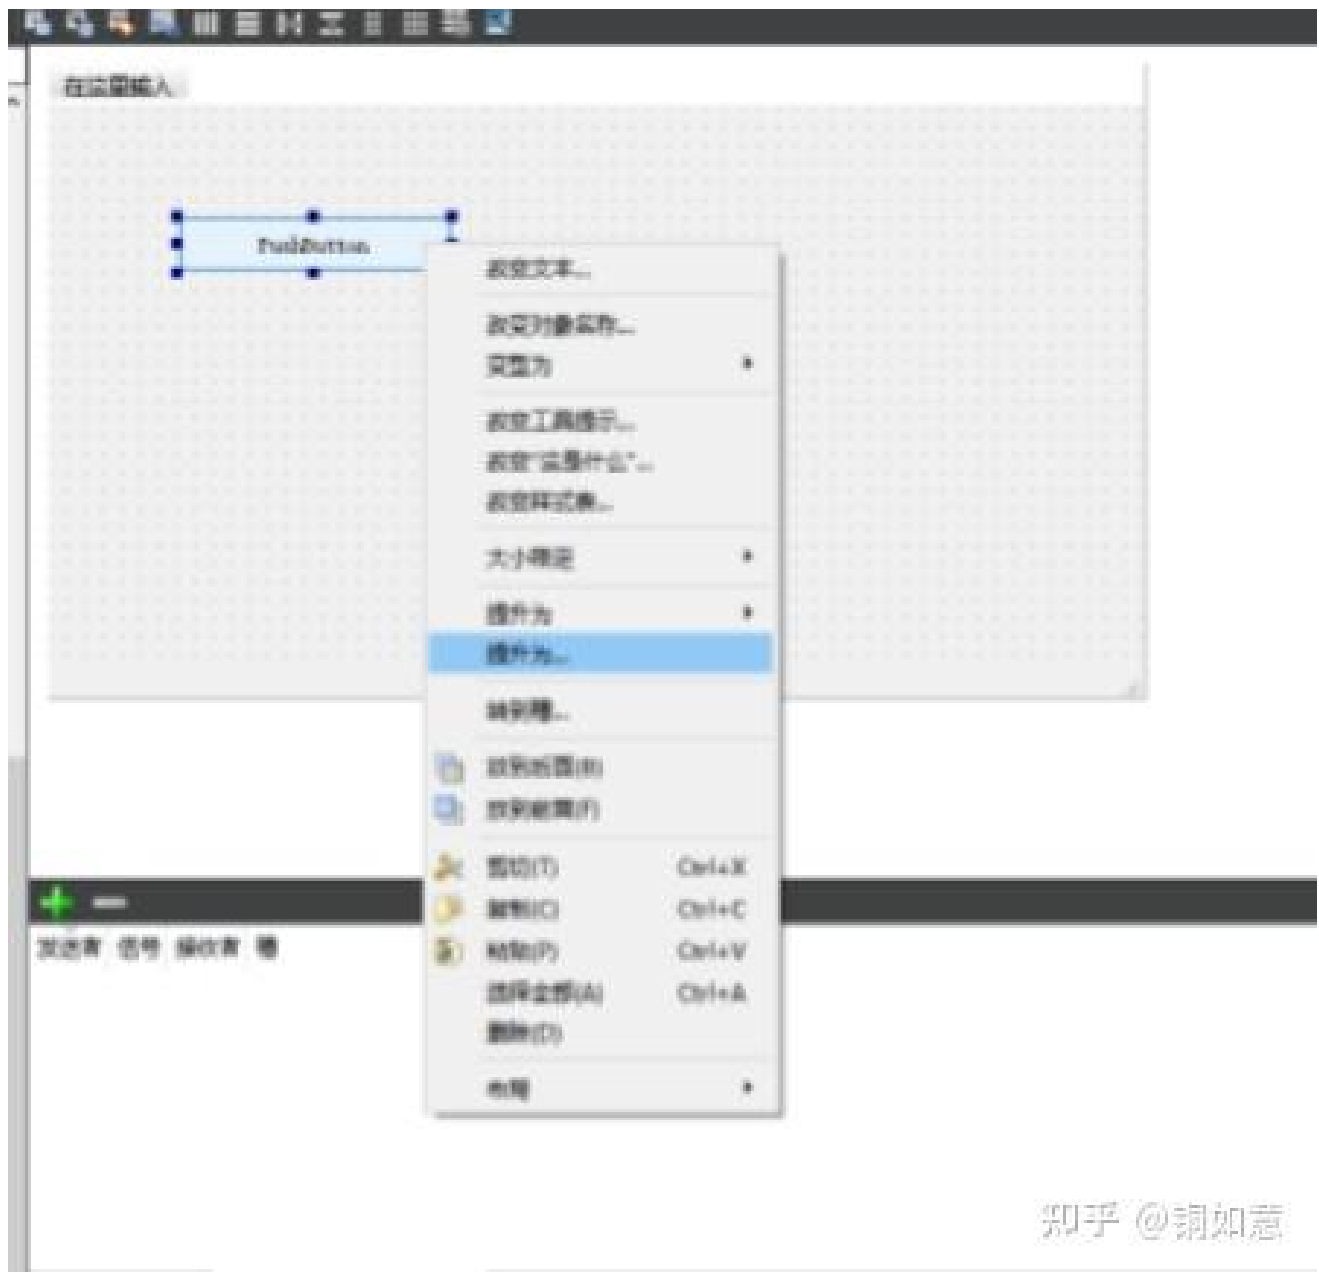 在这里输入
PushButton
改变文本...
改变对象名称...
变型为
改变工具提示...
改变"这是什么"...
改变样式表...
大小限定
提升为
提升为...
转到槽...
放到后面(B)
放到前面(F)
剪切(T) Ctrl+X
复制(C) Ctrl+C
粘贴(P) Ctrl+V
选择全部(A) Ctrl+A
删除(D)
布局
发送者 信号 接收者 槽
知乎 @翧如意